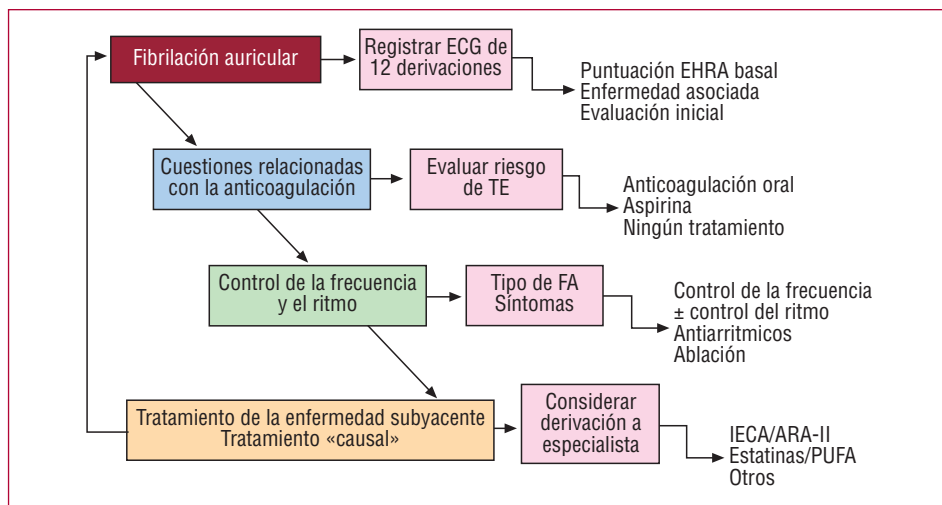 Fibrilación auricular
Registrar ECG de
12 derivaciones
Puntuación EHRA basal
Enfermedad asociada
Evaluación inicial
Cuestiones relacionadas
con la anticoagulación
Evaluar riesgo
de TE
Anticoagulación oral
Aspirina
Ningún tratamiento
Control de la frecuencia
y el ritmo
Tipo de FA
Síntomas
Control de la frecuencia
± control del ritmo
Antiarritmicos
Ablación
Tratamiento de la enfermedad subyacente
Tratamiento «causal»
Considerar
derivación a
especialista
IECA/ARA-II
Estatinas/PUFA
Otros